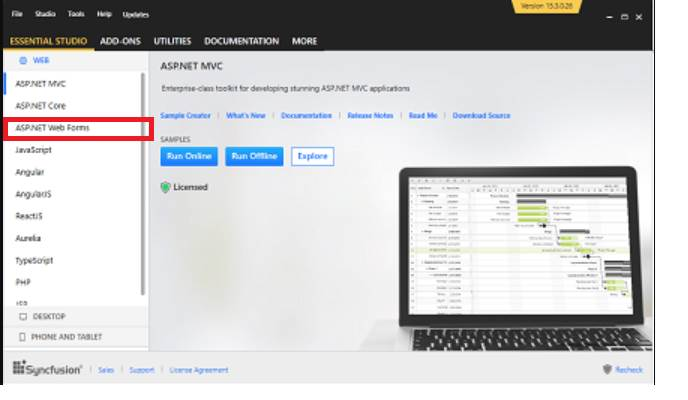 Version 15.3.0.26
File Studio Tools Help Updates
ESSENTIAL STUDIO ADD-ONS UTILITIES DOCUMENTATION MORE
WEB
ASP.NET MVC
ASP.NET Core
ASP.NET Web Forms
JavaScript
Angular
AngularJS
ReactJS
Aurelia
TypeScript
PHP
JSP
DESKTOP
PHONE AND TABLET
ASP.NET MVC
Enterprise-class toolkit for developing stunning ASP.NET MVC applications
Sample Creator | What's New | Documentation | Release Notes | Read Me | Download Source
SAMPLES
Run Online Run Offline Explore
Licensed
Syncfusion | Sales | Support | License Agreement
Recheck